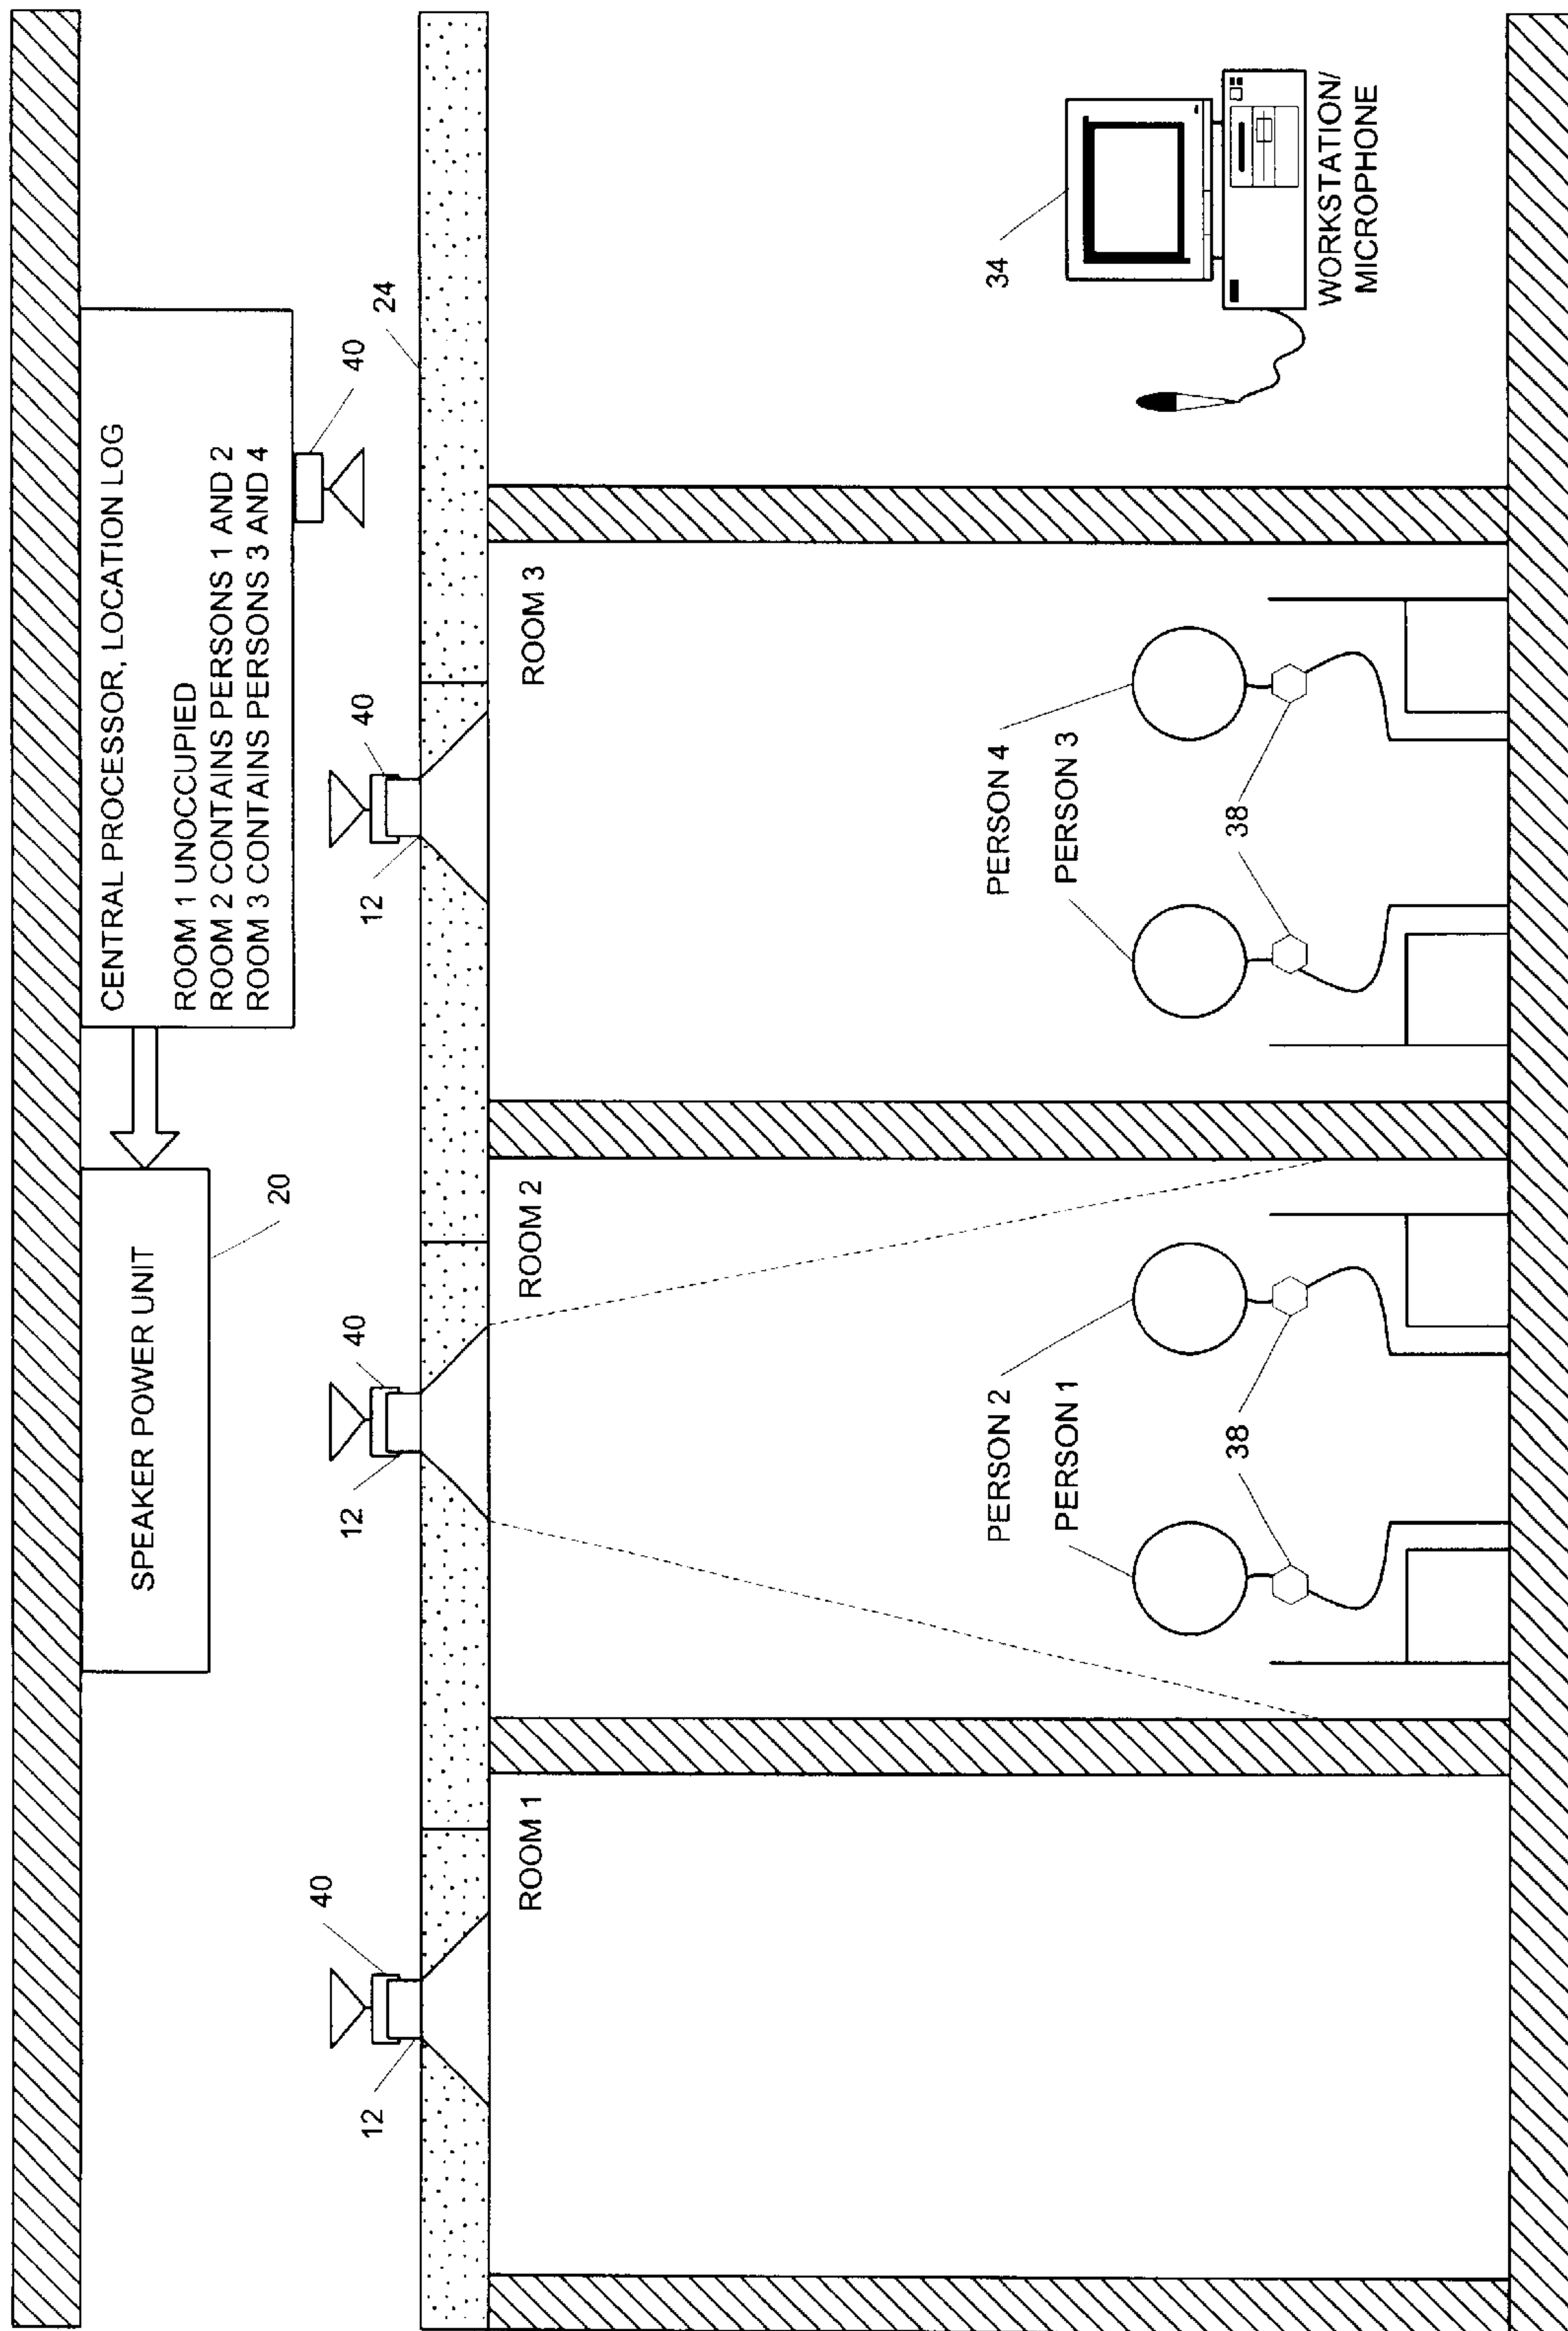 SPEAKER POWER UNIT
20
CENTRAL PROCESSOR, LOCATION LOG
ROOM 1 UNOCCUPIED
ROOM 2 CONTAINS PERSONS 1 AND 2
ROOM 3 CONTAINS PERSONS 3 AND 4
40
40
40
40
24
12
12
12
ROOM 1
ROOM 2
ROOM 3
PERSON 2
PERSON 1
38
PERSON 4
PERSON 3
38
34
WORKSTATION/
MICROPHONE